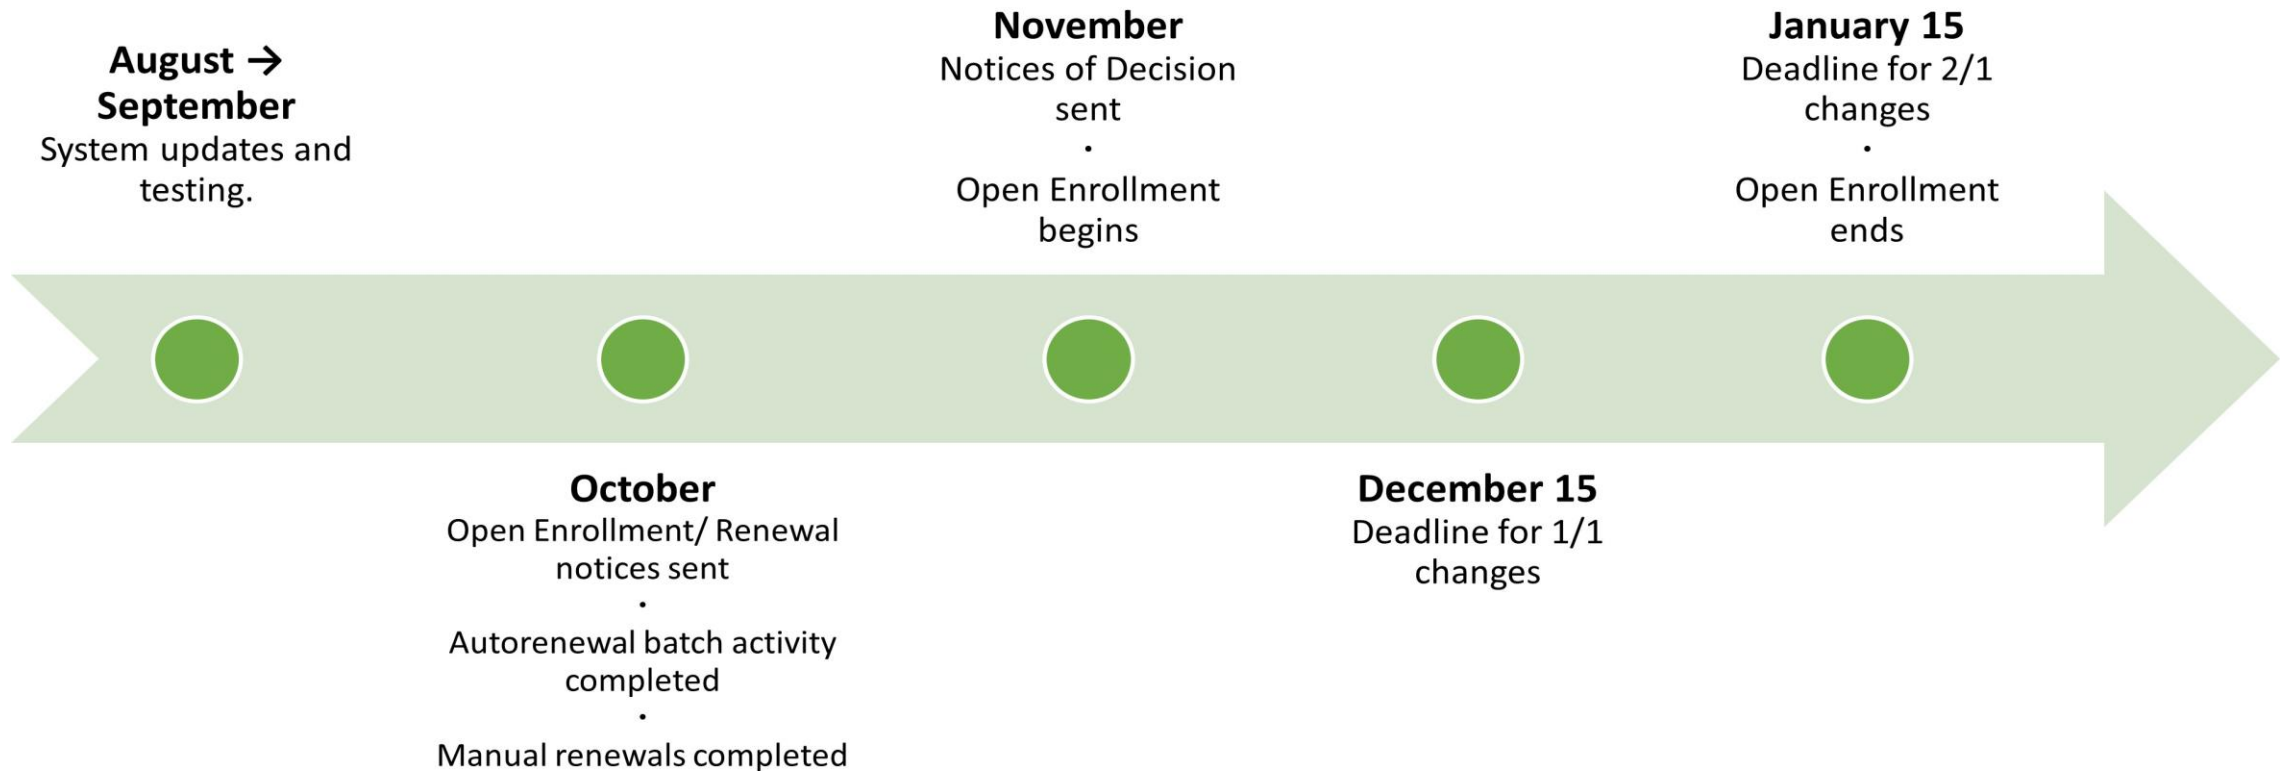 August →
September
System updates and
testing.
October
Open Enrollment/ Renewal
notices sent
·
Autorenewal batch activity
completed
·
Manual renewals completed
November
Notices of Decision
sent
·
Open Enrollment
begins
December 15
Deadline for 1/1
changes
January 15
Deadline for 2/1
changes
·
Open Enrollment
ends